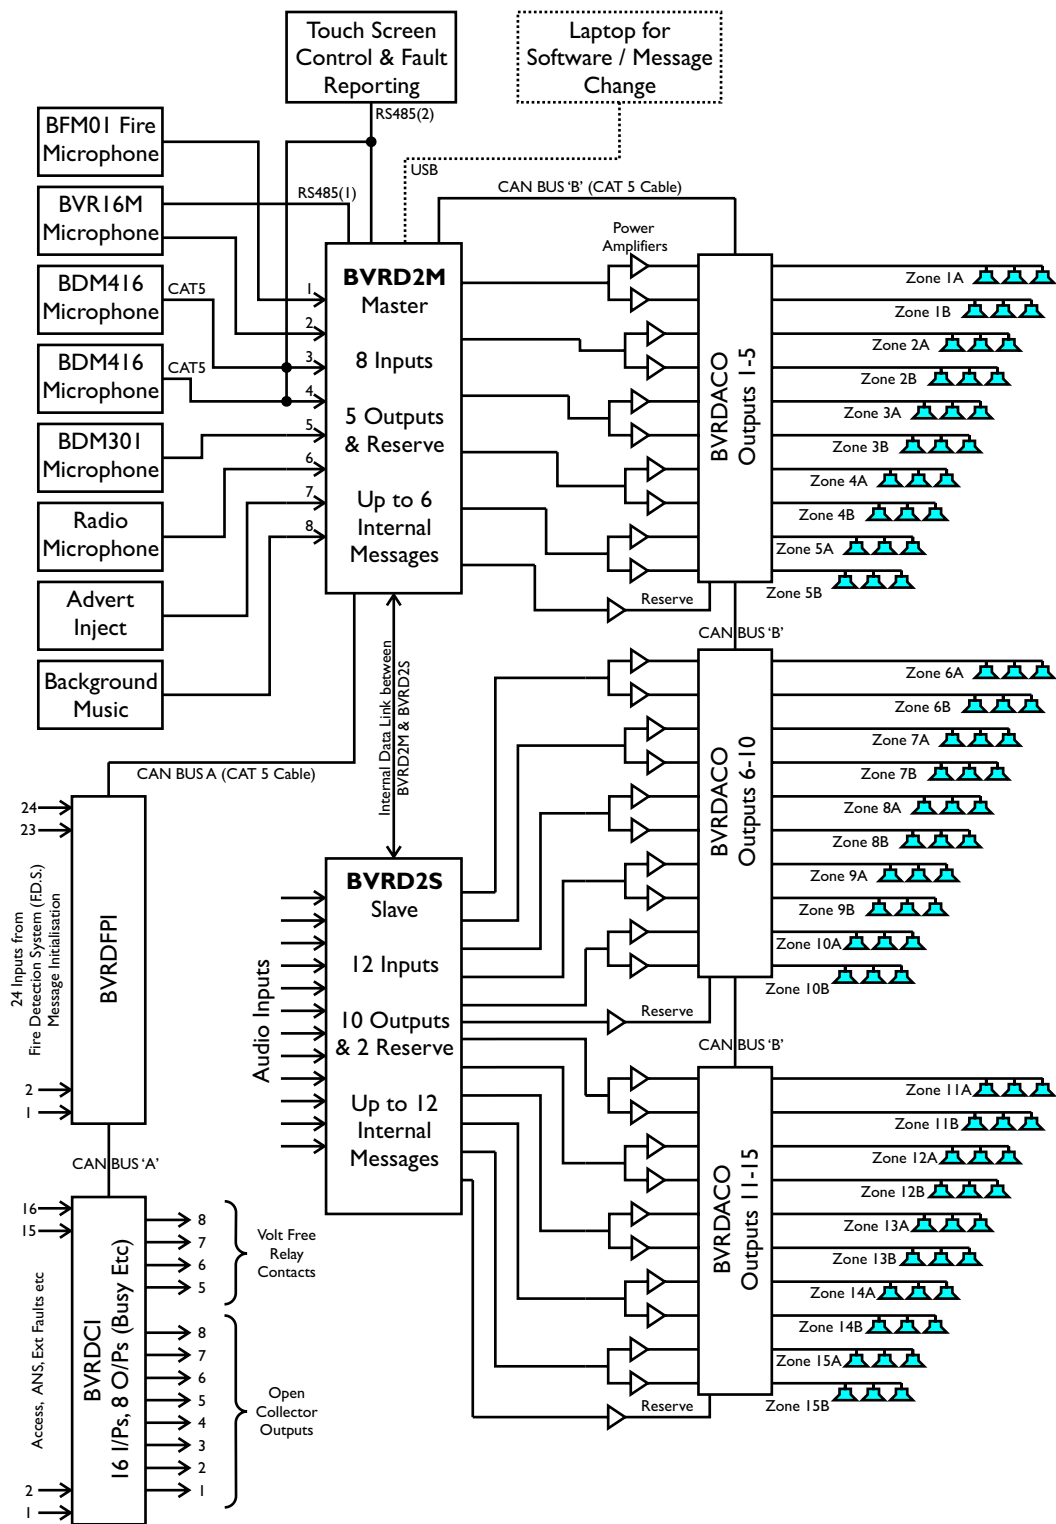 Touch Screen
Control & Fault
Reporting
Laptop for
Software / Message
Change
RS485(2)
USB
BFM01 Fire
Microphone
BVR16M
Microphone
RS485(1)
BDM416
Microphone
CAT5
BDM416
Microphone
CAT5
BDM301
Microphone
Radio
Microphone
Advert
Inject
Background
Music
1
2
3
4
5
6
7
8
BVRD2M
Master
8 Inputs
5 Outputs
& Reserve
Up to 6
Internal
Messages
CAN BUS ‘B’ (CAT 5 Cable)
Power
Amplifiers
Reserve
BVRDACO
Outputs 1-5
Zone 1A
Zone 1B
Zone 2A
Zone 2B
Zone 3A
Zone 3B
Zone 4A
Zone 4B
Zone 5A
Zone 5B
CAN BUS ‘B’
Internal Data Link between
BVRD2M & BVRD2S
BVRDACO
Outputs 6-10
Zone 6A
Zone 6B
Zone 7A
Zone 7B
Zone 8A
Zone 8B
Zone 9A
Zone 9B
Zone 10A
Zone 10B
Reserve
CAN BUS ‘B’
CAN BUS A (CAT 5 Cable)
24
23
2
1
24 Inputs from
Fire Detection System (F.D.S.)
Message Initialisation
BVRDFPI
Audio Inputs
BVRD2S
Slave
12 Inputs
10 Outputs
& 2 Reserve
Up to 12
Internal
Messages
BVRDACO
Outputs 11-15
Zone 11A
Zone 11B
Zone 12A
Zone 12B
Zone 13A
Zone 13B
Zone 14A
Zone 14B
Zone 15A
Zone 15B
Reserve
CAN BUS ‘A’
16
15
2
1
Access, ANS, Ext Faults etc
BVRDCI
16 I/Ps, 8 O/Ps (Busy Etc)
8
7
6
5
Volt Free
Relay
Contacts
8
7
6
5
4
3
2
1
Open
Collector
Outputs